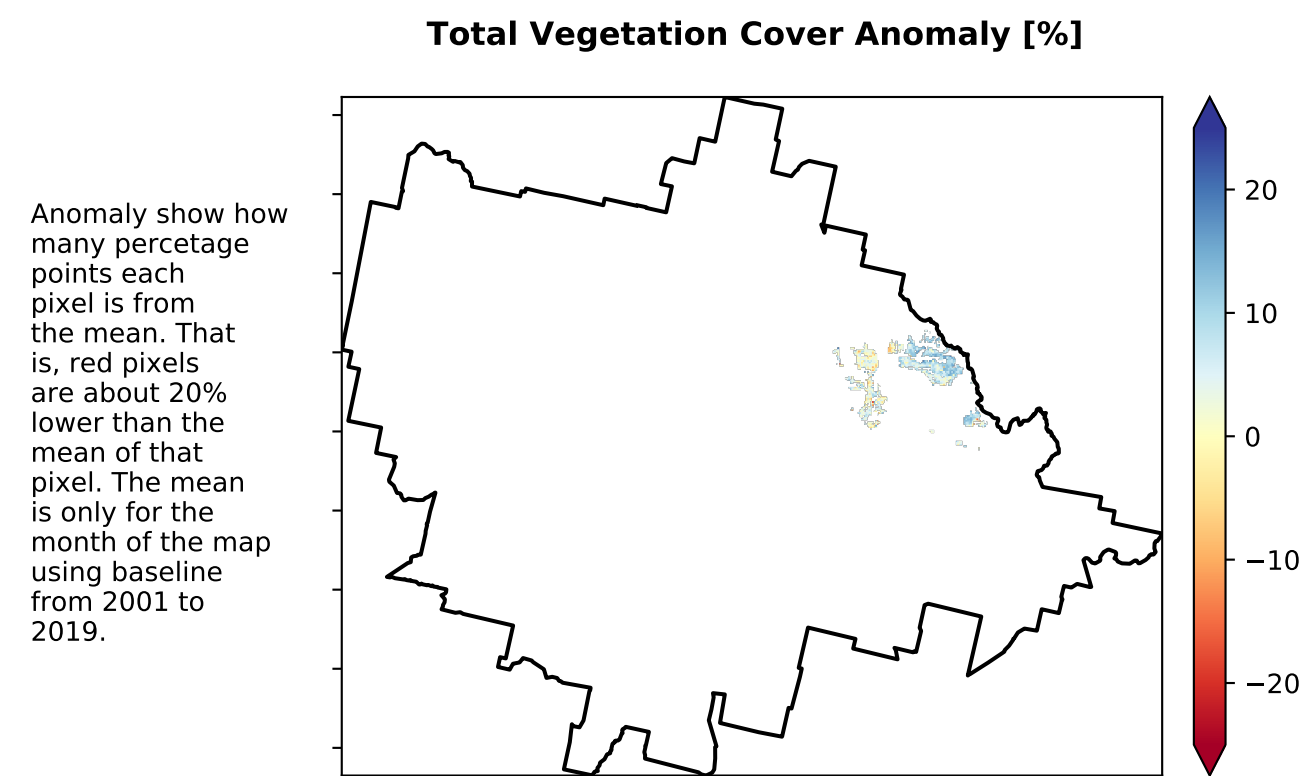 Total Vegetation Cover Anomaly [%]
Anomaly show how
many percetage
points each
pixel is from
the mean. That
is, red pixels
are about 20%
lower than the
mean of that
pixel. The mean
is only for the
month of the map
using baseline
from 2001 to
2019.
20
10
0
−10
−20